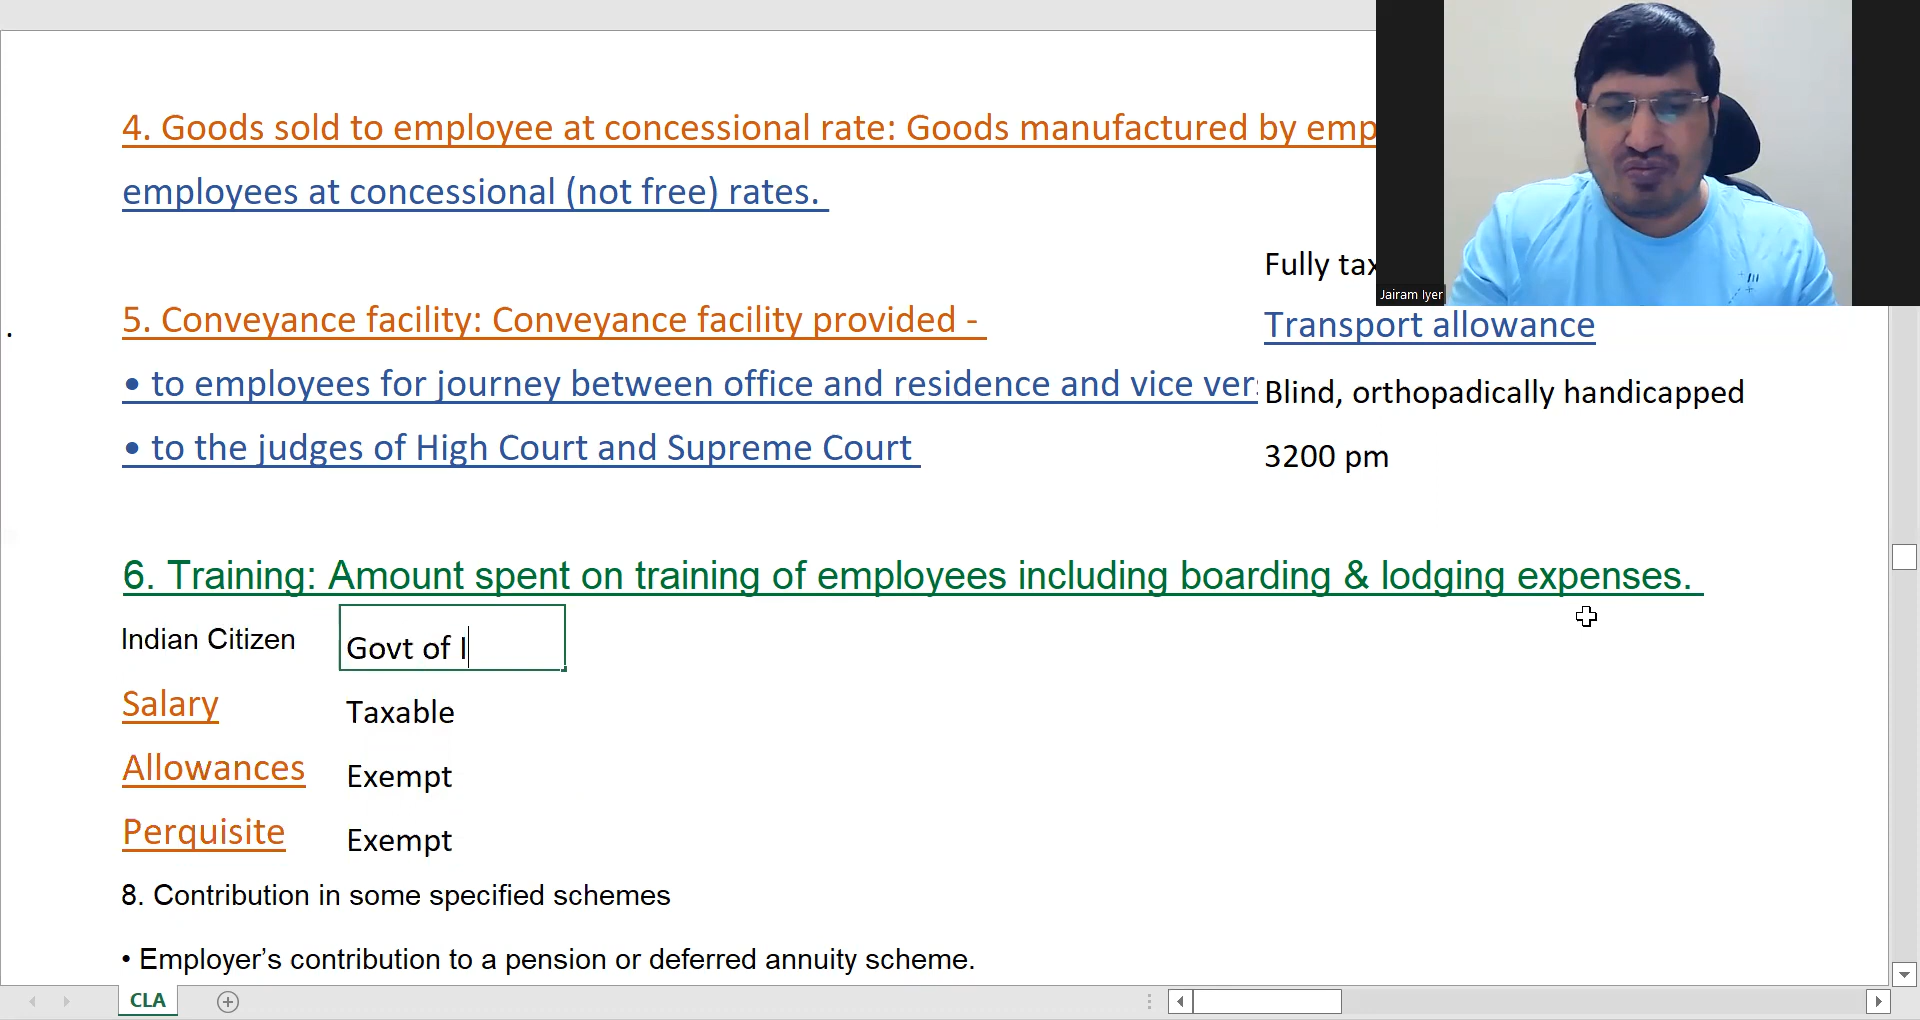 4. Goods sold to employee at concessional rate: Goods manufactured by emp
employees at concessional (not free) rates.
Fully tax
Jairam Iyer
5. Conveyance facility: Conveyance facility provided -
Transport allowance
• to employees for journey between office and residence and vice ver
Blind, orthopadically handicapped
• to the judges of High Court and Supreme Court
3200 pm
6. Training: Amount spent on training of employees including boarding & lodging expenses.
Indian Citizen Govt of I
Salary Taxable
Allowances Exempt
Perquisite Exempt
8. Contribution in some specified schemes
• Employer's contribution to a pension or deferred annuity scheme.
CLA